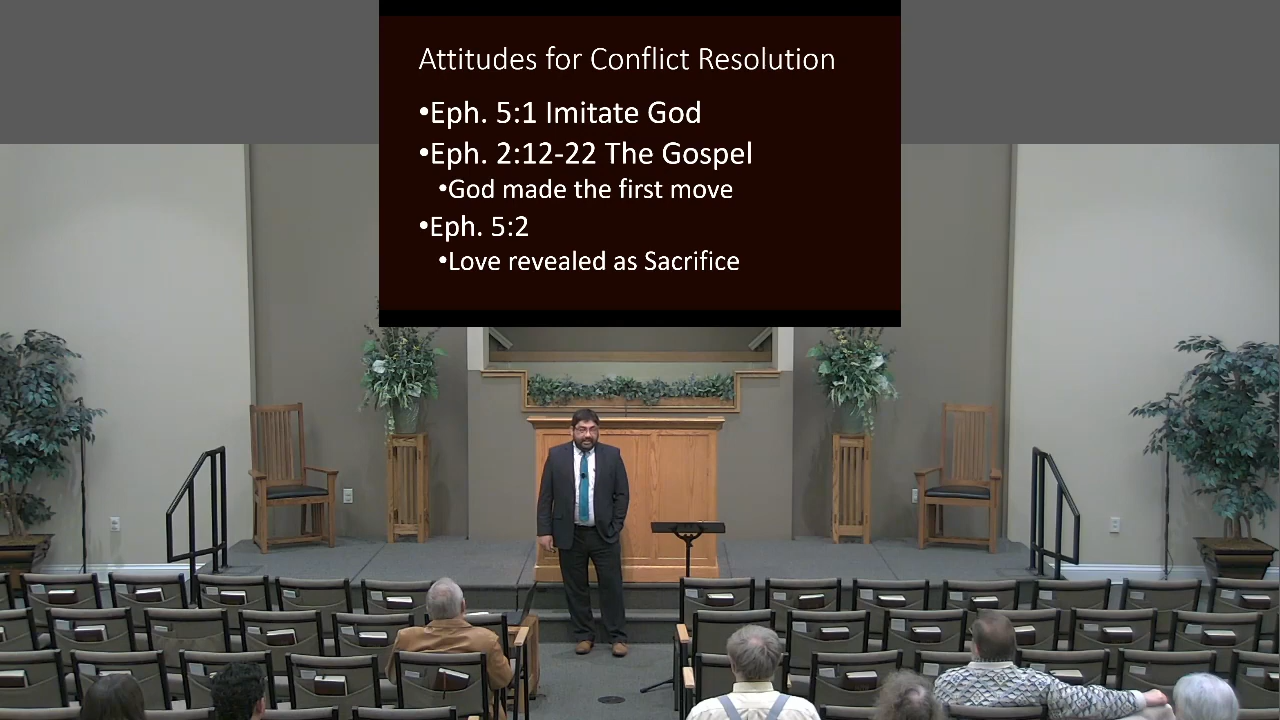 Attitudes for Conflict Resolution
•Eph. 5:1 Imitate God
•Eph. 2:12-22 The Gospel
•God made the first move
•Eph. 5:2
•Love revealed as Sacrifice